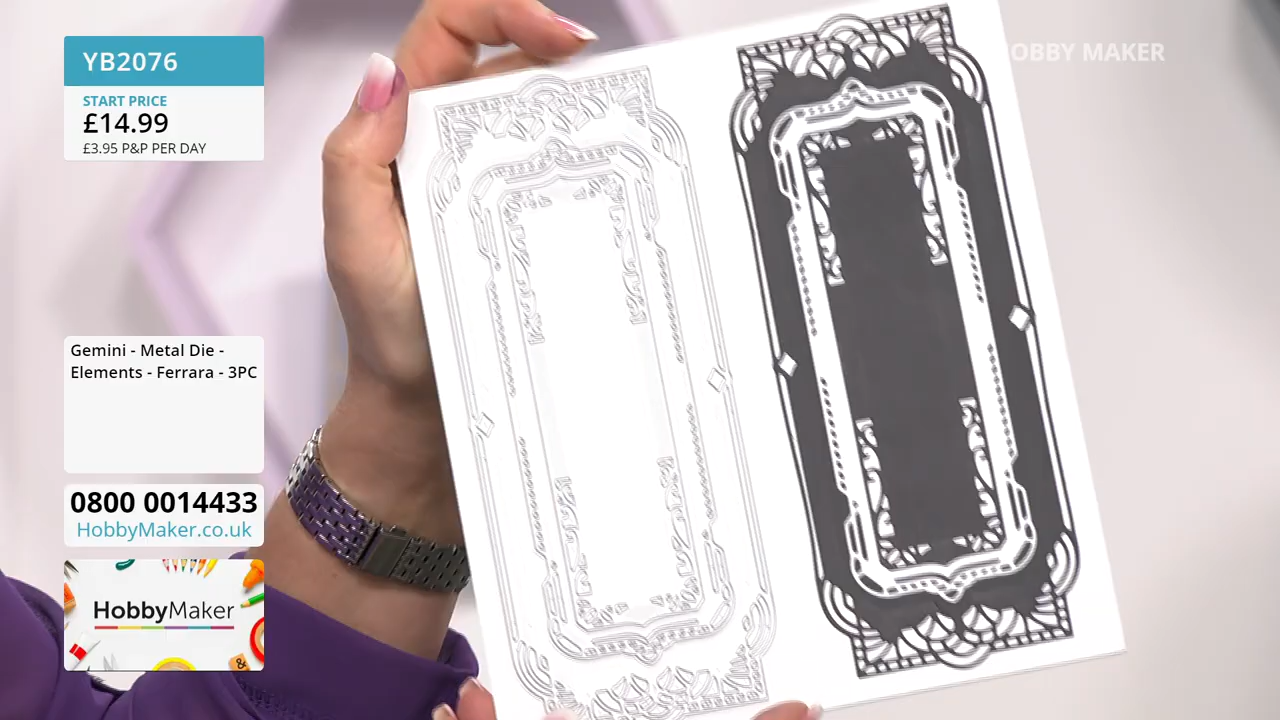 YB2076
START PRICE
£14.99
£3.95 P&P PER DAY
HOBBY MAKER
Gemini - Metal Die -
Elements - Ferrara - 3PC
0800 0014433
HobbyMaker.co.uk
HobbyMaker
&